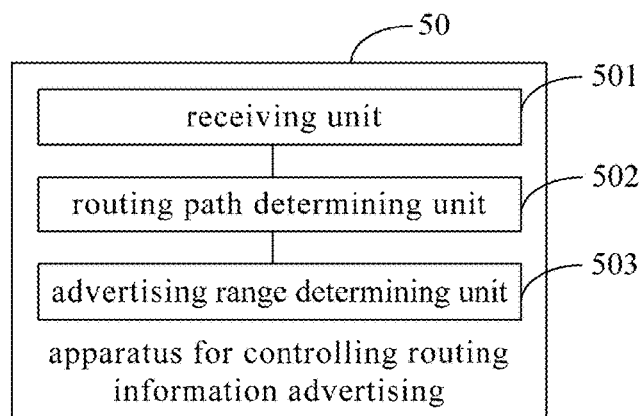 50
501
receiving unit
502
routing path determining unit
503
advertising range determining unit
apparatus for controlling routing
information advertising